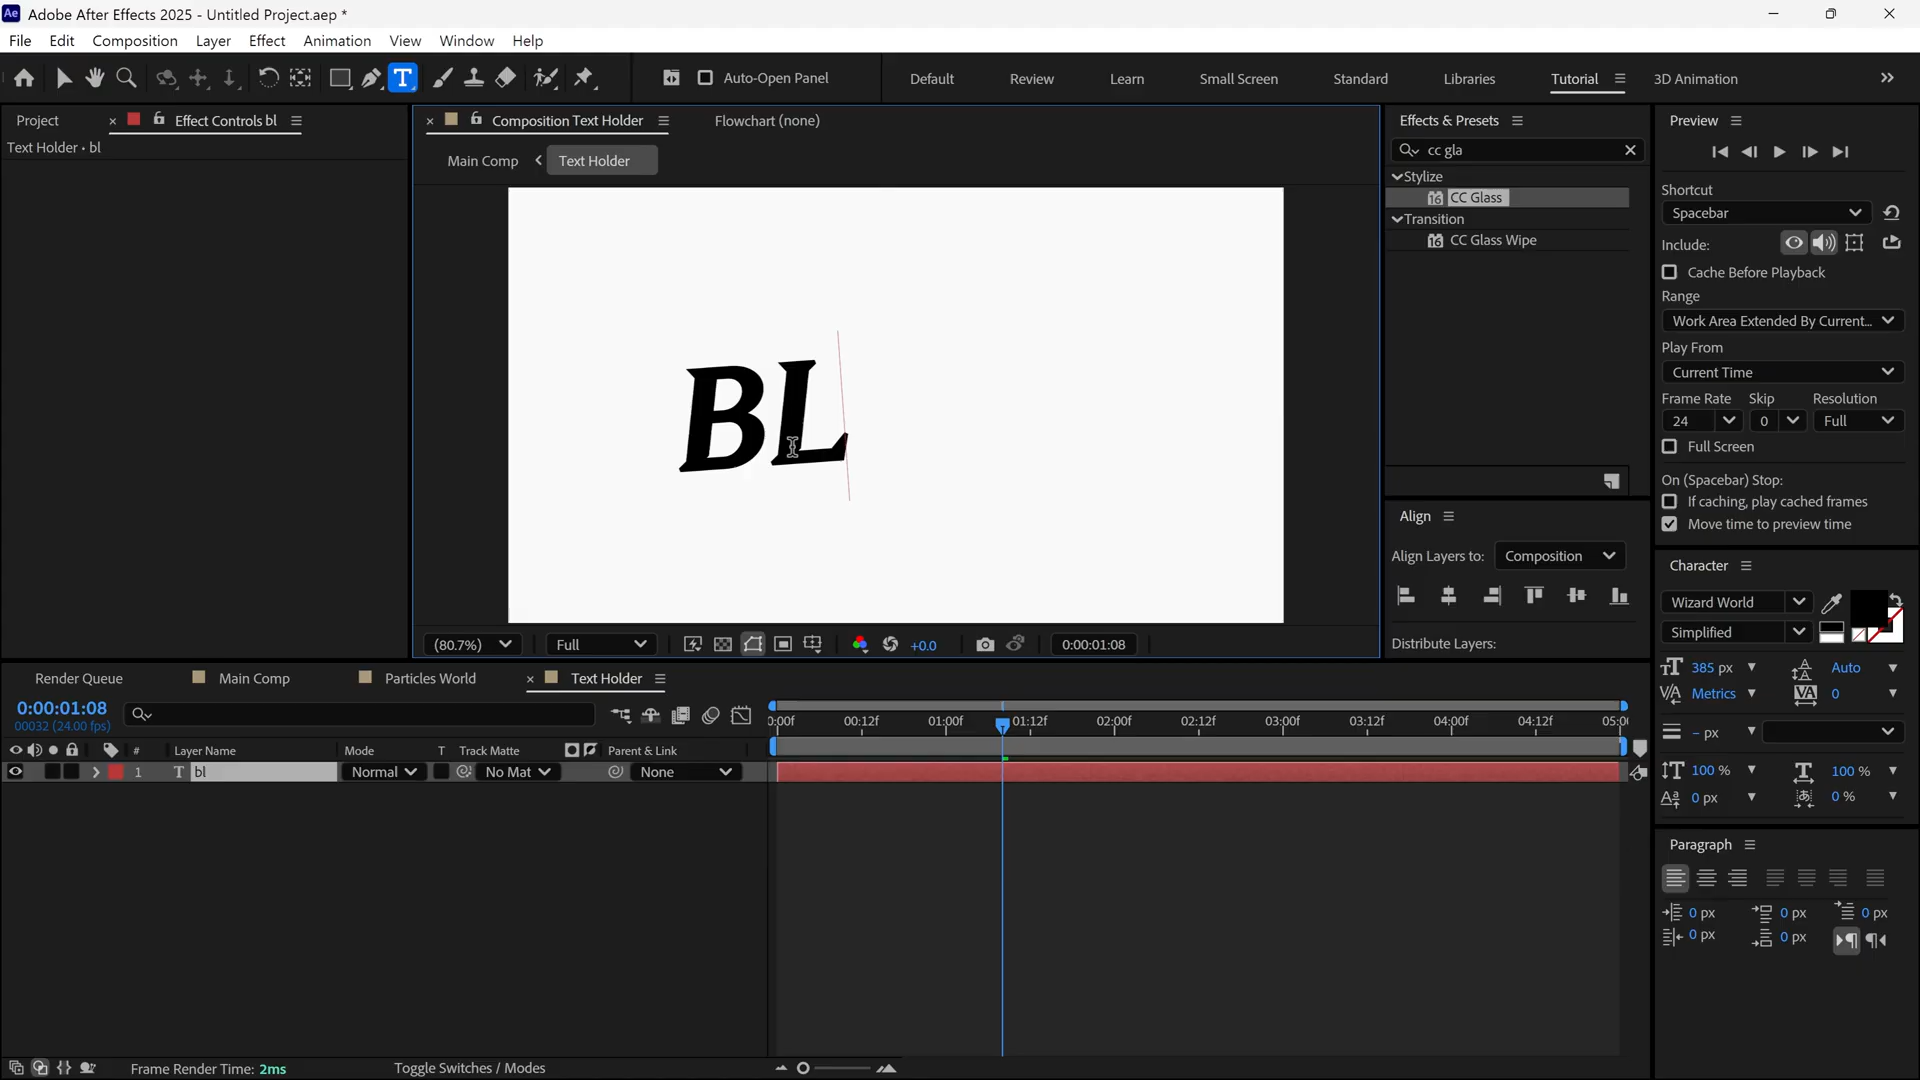 Ae Adobe After Effects 2025 - Untitled Project.aep *
File Edit Composition Layer Effect Animation View Window Help
T Auto-Open Panel Default Review Learn Small Screen Standard Libraries Tutorial 3D Animation
Project Effect Controls bl
Text Holder • bl
Composition Text Holder Flowchart (none)
Main Comp Text Holder
BL
(80.7%) Full +0.0 0:00:01:08
Effects & Presets
cc gla
Stylize
16 CC Glass
Transition
16 CC Glass Wipe
Align
Align Layers to: Composition
Distribute Layers:
Preview
Shortcut
Spacebar
Include:
Cache Before Playback
Range
Work Area Extended By Current...
Play From
Current Time
Frame Rate Skip Resolution
24 0 Full
Full Screen
On (Spacebar) Stop:
If caching, play cached frames
Move time to preview time
Character
Wizard World
Simplified
385 px Auto
Metrics 0
- px
100 % 100 %
0 px 0 %
Paragraph
0 px 0 px 0 px
0 px 0 px
Render Queue Main Comp Particles World Text Holder
0:00:01:08
00032 (24.00 fps)
# Layer Name Mode T Track Matte Parent & Link
1 T bl Normal No Mat None
0:00f 00:12f 01:00f 01:12f 02:00f 02:12f 03:00f 03:12f 04:00f 04:12f 05:0
Frame Render Time: 2ms Toggle Switches / Modes